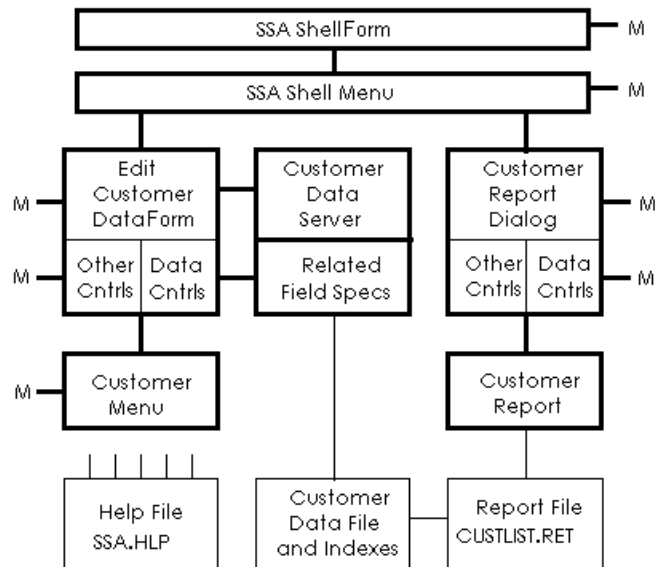 SSA ShellForm
M
SSA Shell Menu
M
Edit
Customer
DataForm
Customer
Data
Server
Customer
Report
Dialog
M
M
Other
Cntrls
Data
Cntrls
Related
Field Specs
Other
Cntrls
Data
Cntrls
M
M
Customer
Menu
M
Customer
Report
Help File
SSA.HLP
Customer
Data File
and Indexes
Report File
CUSTLIST.RET